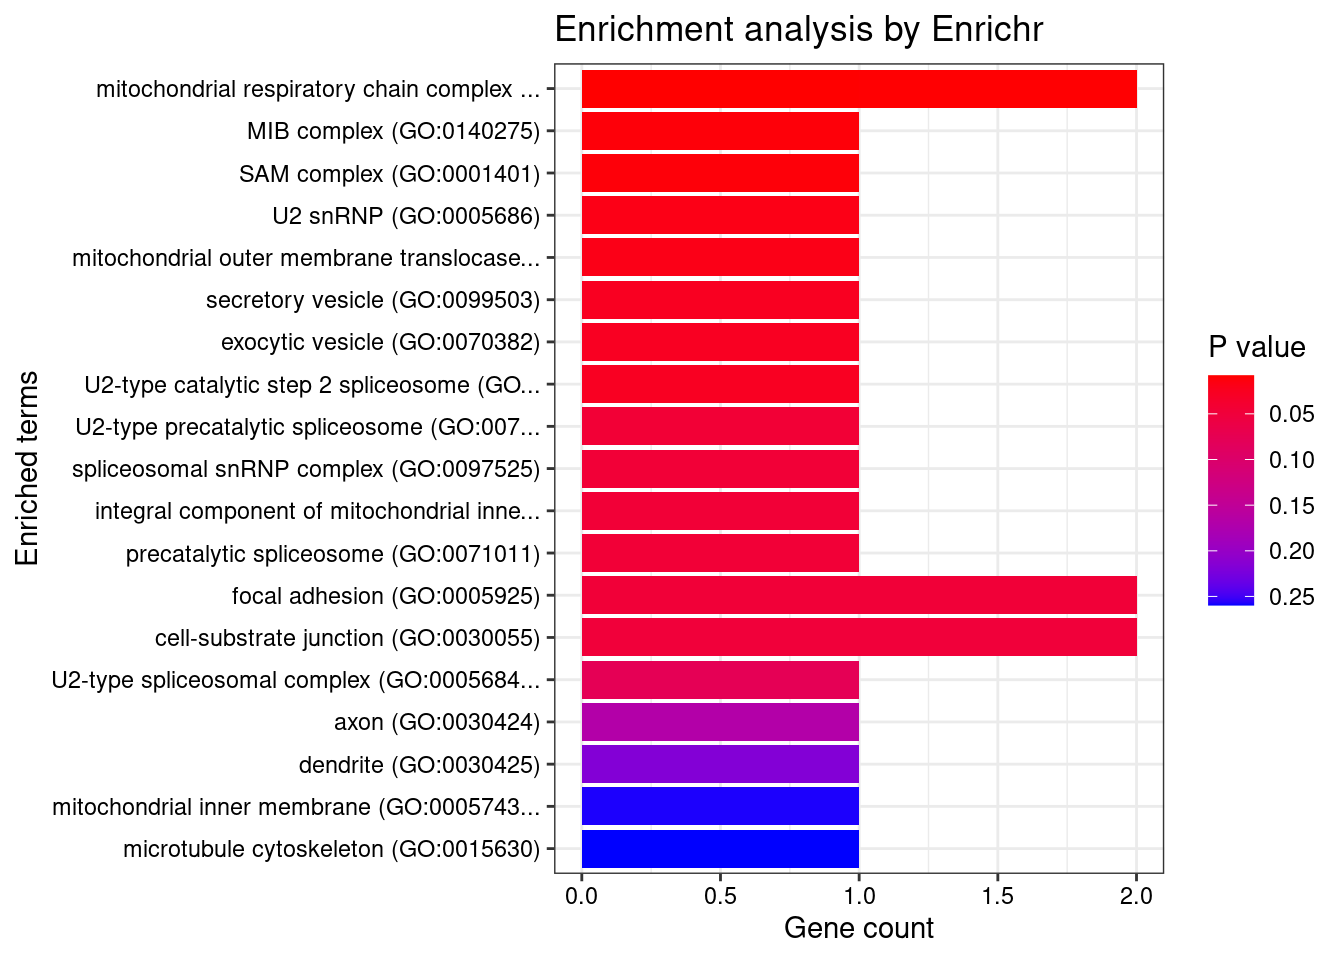 Enrichment analysis by Enrichr
mitochondrial respiratory chain complex ...
MIB complex (GO:0140275)
SAM complex (GO:0001401)
U2 snRNP (GO:0005686)
mitochondrial outer membrane translocase...
secretory vesicle (GO:0099503)
exocytic vesicle (GO:0070382)
U2-type catalytic step 2 spliceosome (GO...
U2-type precatalytic spliceosome (GO:007...
spliceosomal snRNP complex (GO:0097525)
integral component of mitochondrial inne...
precatalytic spliceosome (GO:0071011)
focal adhesion (GO:0005925)
cell-substrate junction (GO:0030055)
U2-type spliceosomal complex (GO:0005684...
axon (GO:0030424)
dendrite (GO:0030425)
mitochondrial inner membrane (GO:0005743...
microtubule cytoskeleton (GO:0015630)
Enriched terms
0.0 0.5 1.0 1.5 2.0
Gene count
P value
0.05
0.10
0.15
0.20
0.25